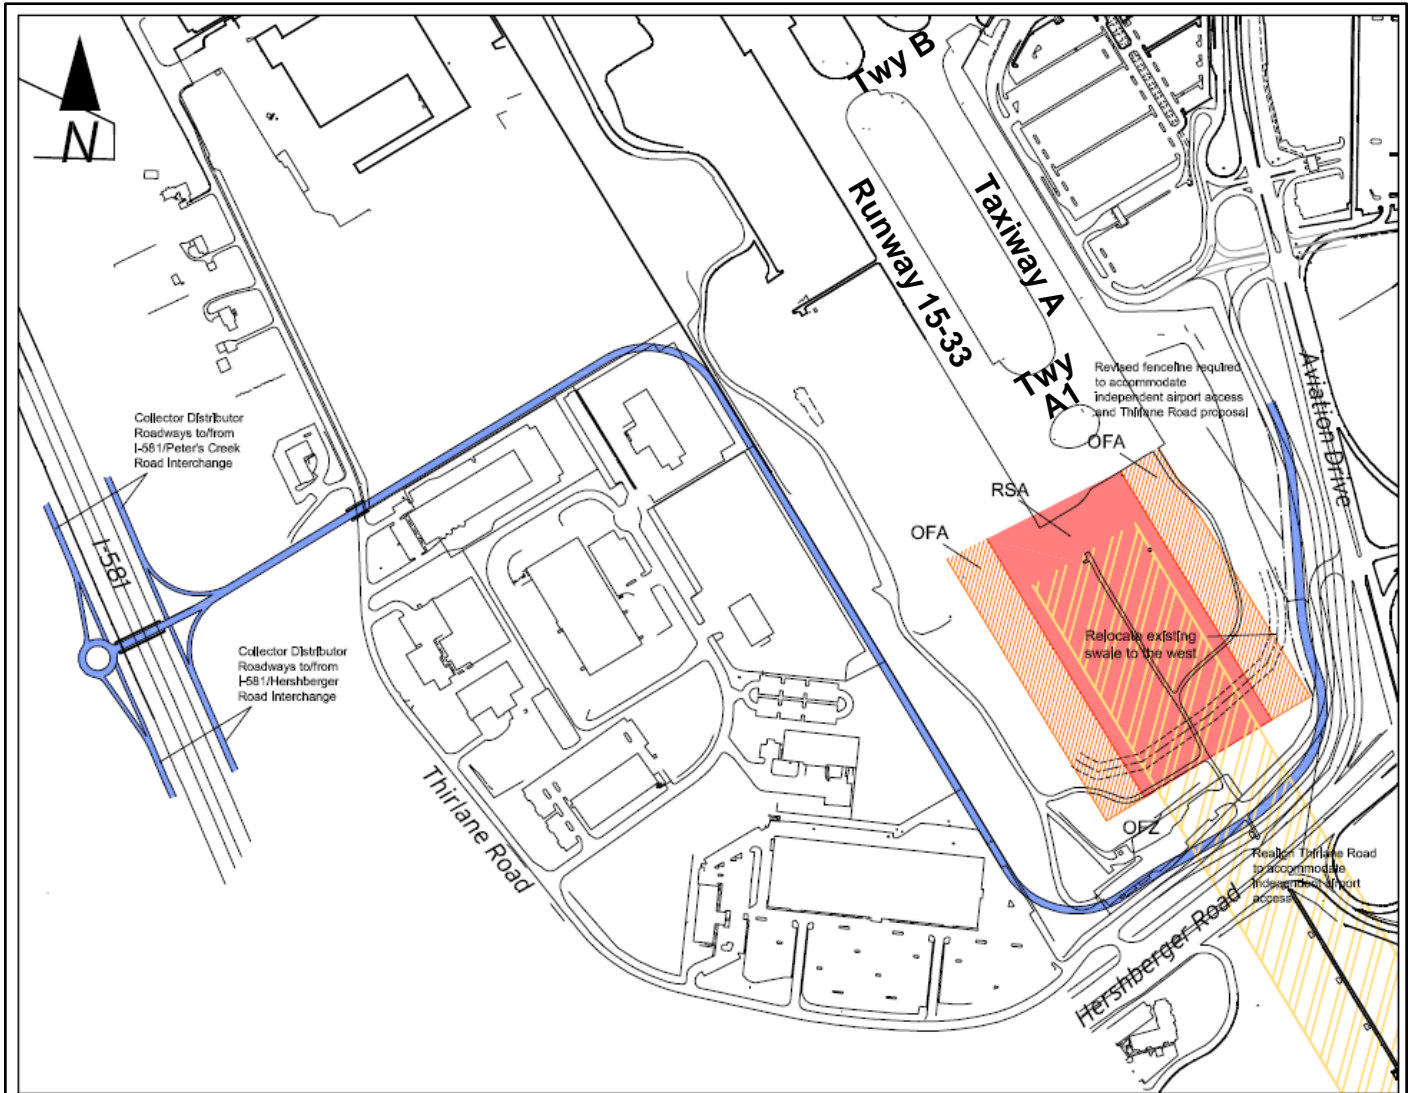 N
Twy B
Taxiway A
Runway 15-33
Twy
A1
Revised fenceline required
to accommodate
independent airport access
and Thirlane Road proposal
Aviation Drive
OFA
RSA
OFA
Collector Distributor
Roadways to/from
I-581/Peter's Creek
Road Interchange
I-581
Relocate existing
swale to the west
Collector Distributor
Roadways to/from
I-581/Hershberger
Road Interchange
Thirlane Road
OFZ
Realign Thirlane Road
to accommodate
independent airport
access
Hershberger Road